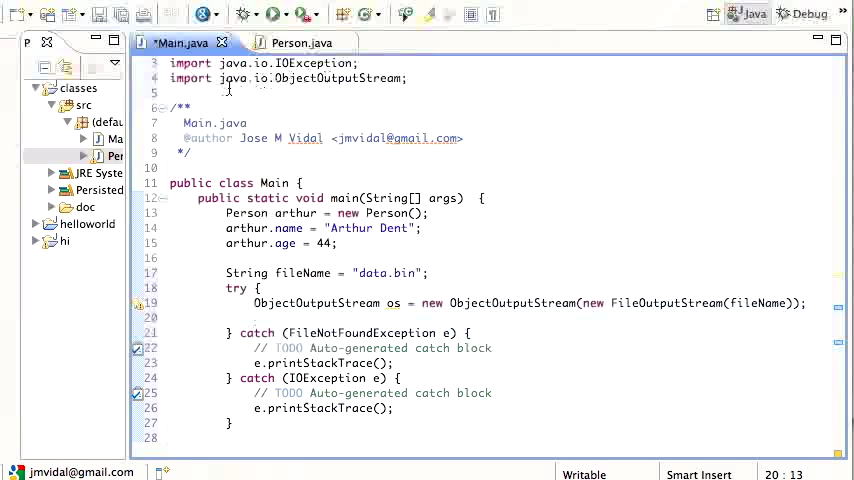 Java
Debug
P
*Main.java
Person.java
classes
src
(defau
Ma
Per
JRE Syste
Persisted
doc
helloworld
hi
3 import java.io.IOException;
4 import java.io.ObjectOutputStream;
5
6 /**
7 Main.java
8 @author Jose M Vidal <jmvidal@gmail.com>
9 */
10
11 public class Main {
12 public static void main(String[] args) {
13 Person arthur = new Person();
14 arthur.name = "Arthur Dent";
15 arthur.age = 44;
16
17 String fileName = "data.bin";
18 try {
19 ObjectOutputStream os = new ObjectOutputStream(new FileOutputStream(fileName));
20
21 } catch (FileNotFoundException e) {
22 // TODO Auto-generated catch block
23 e.printStackTrace();
24 } catch (IOException e) {
25 // TODO Auto-generated catch block
26 e.printStackTrace();
27 }
28
jmvidal@gmail.com
Writable
Smart Insert
20 : 13